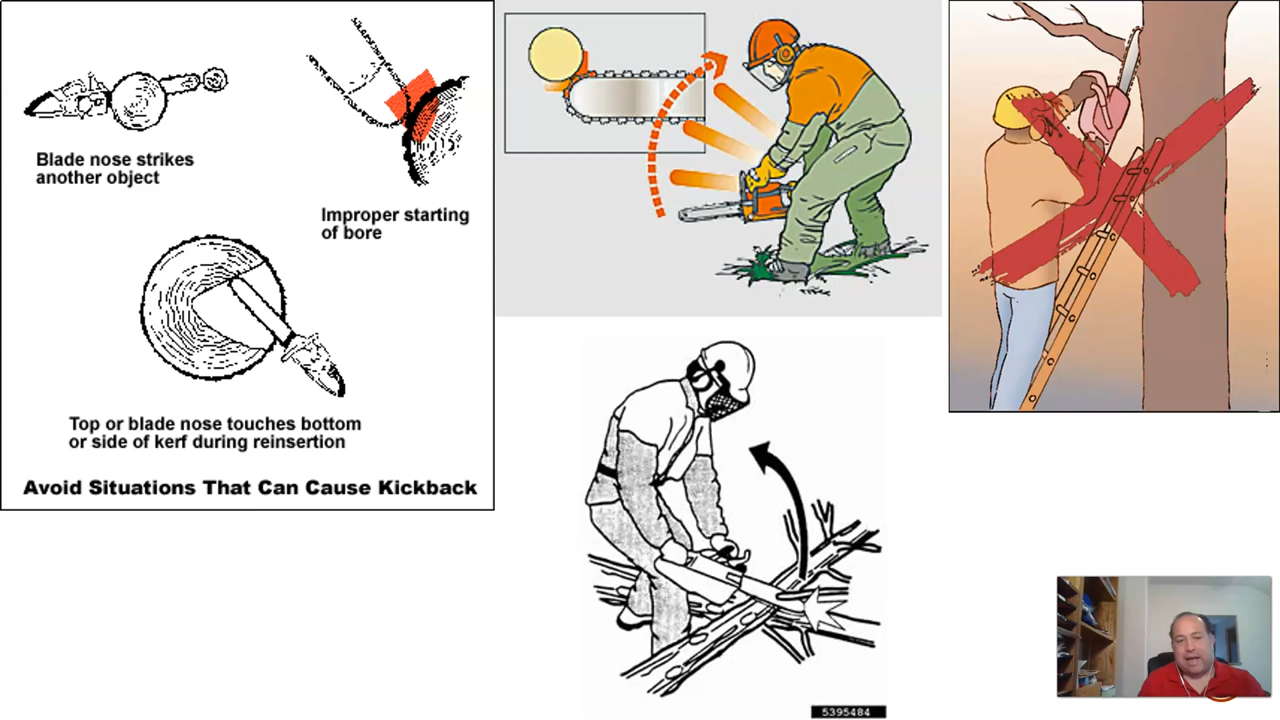 Blade nose strikes
another object
Improper starting
of bore
Top or blade nose touches bottom
or side of kerf during reinsertion
Avoid Situations That Can Cause Kickback
5395484